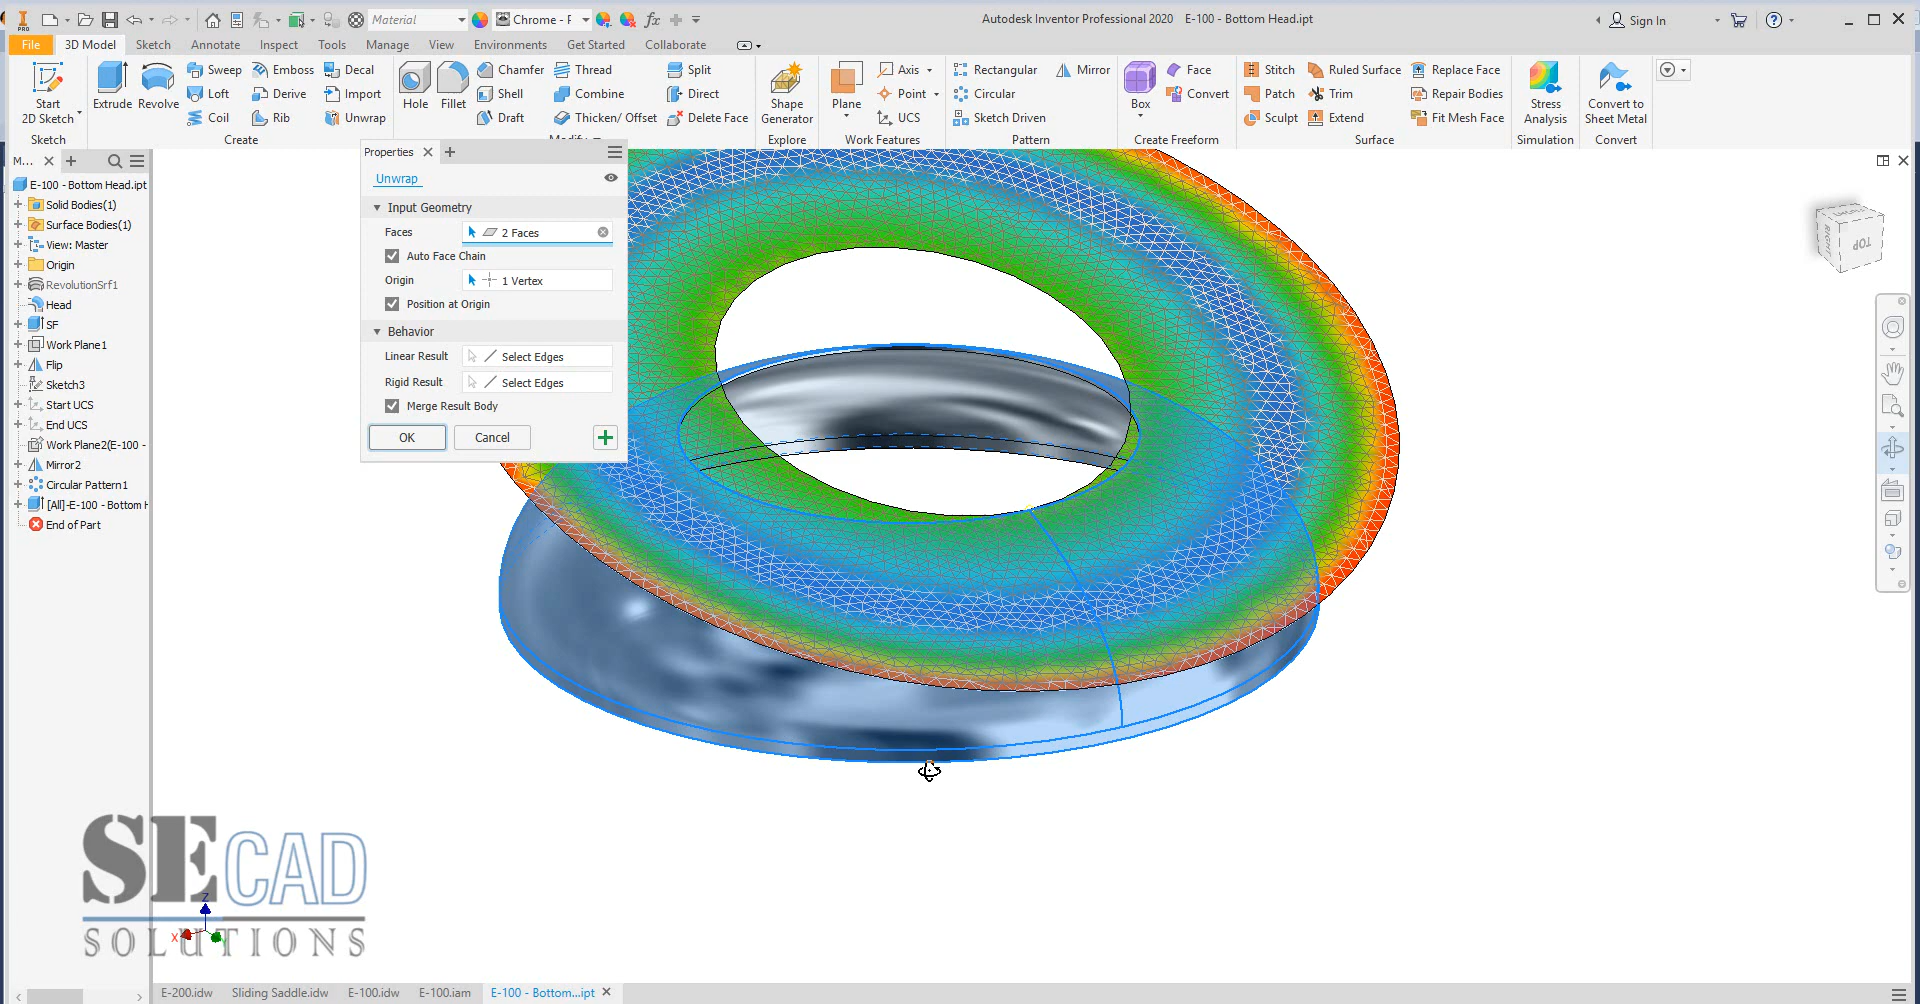 Material
Chrome - F
fx
Autodesk Inventor Professional 2020 E-100 - Bottom Head.ipt
Sign In
PRO
File 3D Model Sketch Annotate Inspect Tools Manage View Environments Get Started Collaborate
Start 2D Sketch
Extrude
Revolve
Sweep
Loft
Coil
Emboss
Derive
Rib
Decal
Import
Unwrap
Hole
Fillet
Chamfer
Shell
Draft
Thread
Combine
Thicken/ Offset
Split
Direct
Delete Face
Shape Generator
Plane
Axis
Point
UCS
Rectangular
Circular
Sketch Driven
Mirror
Box
Face
Convert
Stitch
Patch
Sculpt
Ruled Surface
Trim
Extend
Replace Face
Repair Bodies
Fit Mesh Face
Stress Analysis
Convert to Sheet Metal
Sketch Create Explore Work Features Pattern Create Freeform Surface Simulation Convert
M...
E-100 - Bottom Head.ipt
Solid Bodies(1)
Surface Bodies(1)
View: Master
Origin
RevolutionSrf1
Head
SF
Work Plane1
Flip
Sketch3
Start UCS
End UCS
Work Plane2(E-100 -
Mirror2
Circular Pattern1
[All]-E-100 - Bottom H
End of Part
Properties
Unwrap
Input Geometry
Faces 2 Faces
Auto Face Chain
Origin 1 Vertex
Position at Origin
Behavior
Linear Result Select Edges
Rigid Result Select Edges
Merge Result Body
OK Cancel
RIGHT
TOP
SECAD
SOLUTIONS
Z
X
E-200.idw Sliding Saddle.idw E-100.idw E-100.iam E-100 - Bottom...ipt